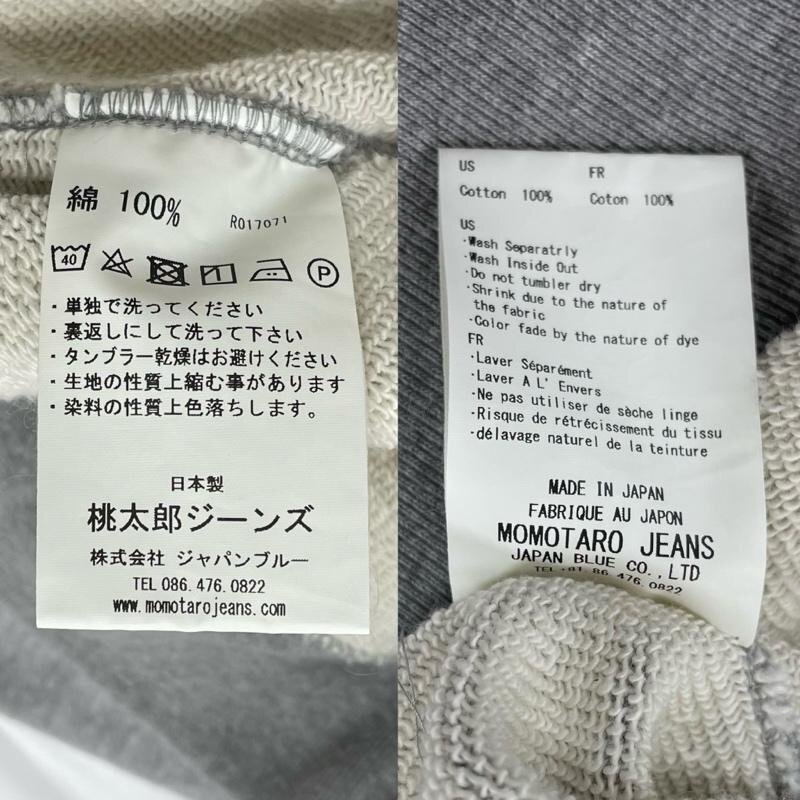 綿 100%
R017071
40
P
・単独で洗ってください
・裏返しにして洗って下さい
・タンブラー乾燥はお避けください
・生地の性質上縮む事があります
・染料の性質上色落ちします。
日本製
桃太郎ジーンズ
株式会社 ジャパンブルー
TEL 086.476.0822
www.momotarojeans.com
US FR
Cotton 100% Coton 100%
US
・Wash Separatrly
・Wash Inside Out
・Do not tumbler dry
・Shrink due to the nature of
the fabric
・Color fade by the nature of dye
FR
・Laver Séparément
・Laver A L' Envers
・Ne pas utiliser de sèche linge
・Risque de rétrécissement du tissu
・délavage naturel de la teinture
MADE IN JAPAN
FABRIQUE AU JAPON
MOMOTARO JEANS
JAPAN BLUE CO.,LTD
TEL +81 86.476.0822